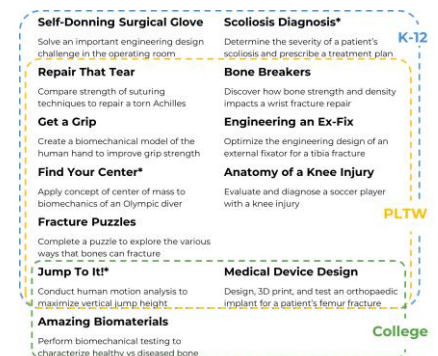 Self-Donning Surgical Glove
Solve an important engineering design
challenge in the operating room
Scoliosis Diagnosis*
Determine the severity of a patient's
scoliosis and prescribe a treatment plan
K-12
Repair That Tear
Compare strength of suturing
techniques to repair a torn Achilles
Bone Breakers
Discover how bone strength and density
impacts a wrist fracture repair
Get a Grip
Create a biomechanical model of the
human hand to improve grip strength
Engineering an Ex-Fix
Optimize the engineering design of an
external fixator for a tibia fracture
Find Your Center*
Apply concept of center of mass to
biomechanics of an Olympic diver
Anatomy of a Knee Injury
Evaluate and diagnose a soccer player
with a knee injury
PLTW
Fracture Puzzles
Complete a puzzle to explore the various
ways that bones can fracture
Jump To It!*
Conduct human motion analysis to
maximize vertical jump height
Medical Device Design
Design, 3D print, and test an orthopaedic
implant for a patient's femur fracture
Amazing Biomaterials
Perform biomechanical testing to
characterize healthy vs diseased bone
College